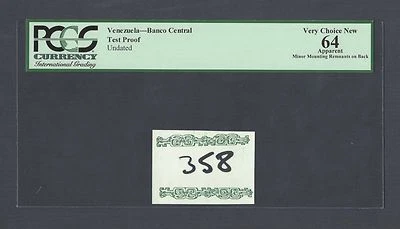 PCGS
CURRENCY
International Grading
Venezuela—Banco Central
Test Proof
Undated
Very Choice New
64
Apparent
Minor Mounting Remnants on Back
358